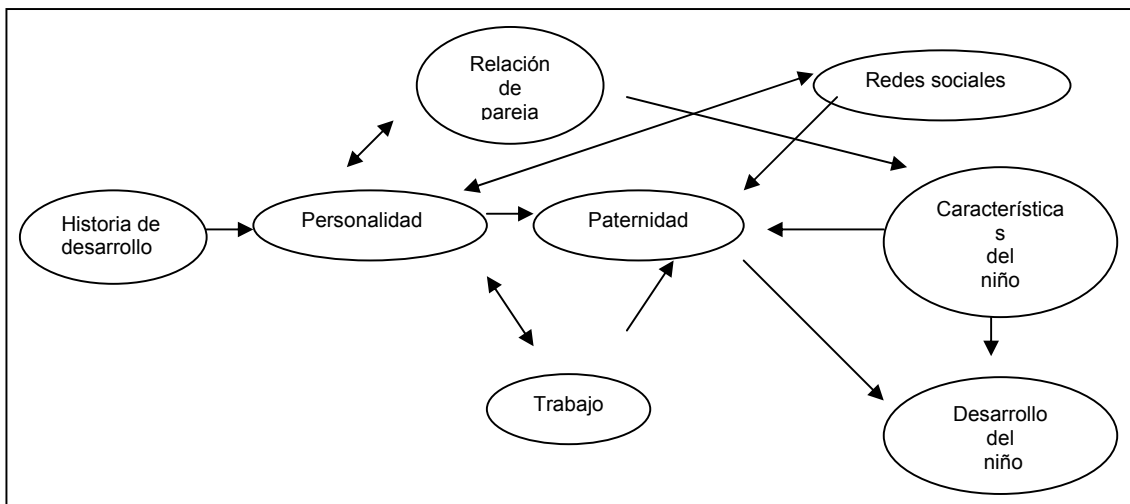 Relación
de
pareja
Redes sociales
Historia de
desarrollo
Personalidad
Paternidad
Característica
s
del
niño
Trabajo
Desarrollo
del
niño